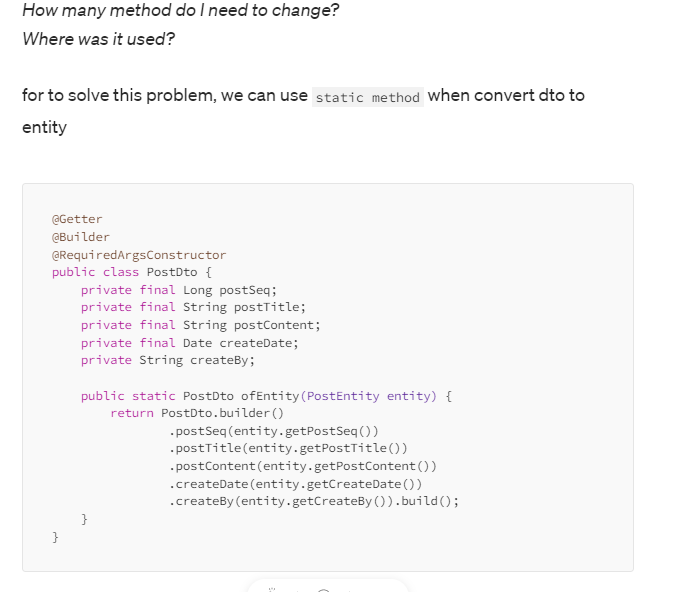 How many method do I need to change?
Where was it used?
for to solve this problem, we can use static method when convert dto to
entity
@Getter
@Builder
@RequiredArgsConstructor
public class PostDto {
    private final Long postSeq;
    private final String postTitle;
    private final String postContent;
    private final Date createDate;
    private String createBy;
    public static PostDto ofEntity(PostEntity entity) {
        return PostDto.builder()
                .postSeq(entity.getPostSeq())
                .postTitle(entity.getPostTitle())
                .postContent(entity.getPostContent())
                .createDate(entity.getCreateDate())
                .createBy(entity.getCreateBy()).build();
    }
}